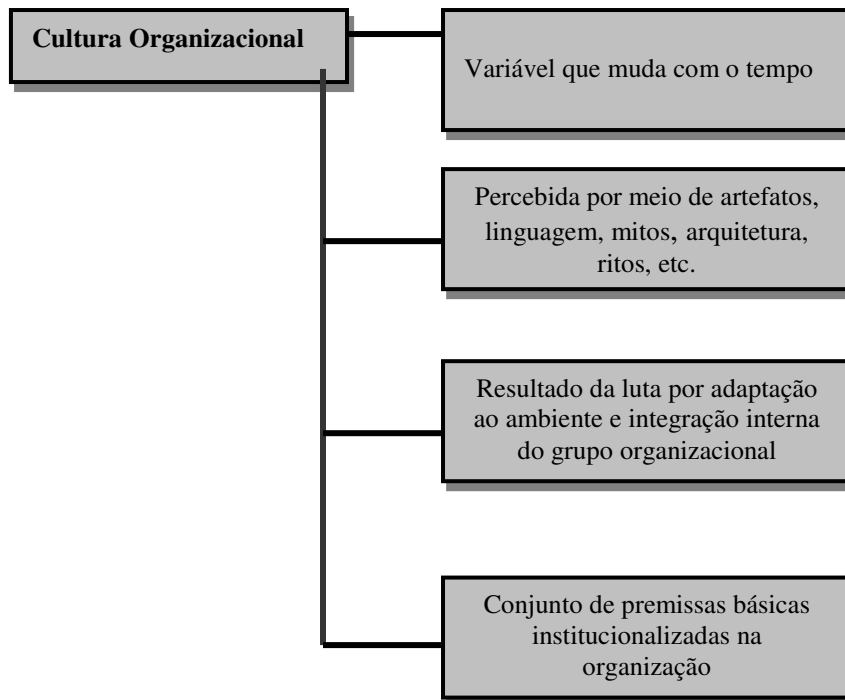 Cultura Organizacional
Variável que muda com o tempo
Percebida por meio de artefatos,
linguagem, mitos, arquitetura,
ritos, etc.
Resultado da luta por adaptação
ao ambiente e integração interna
do grupo organizacional
Conjunto de premissas básicas
institucionalizadas na
organização